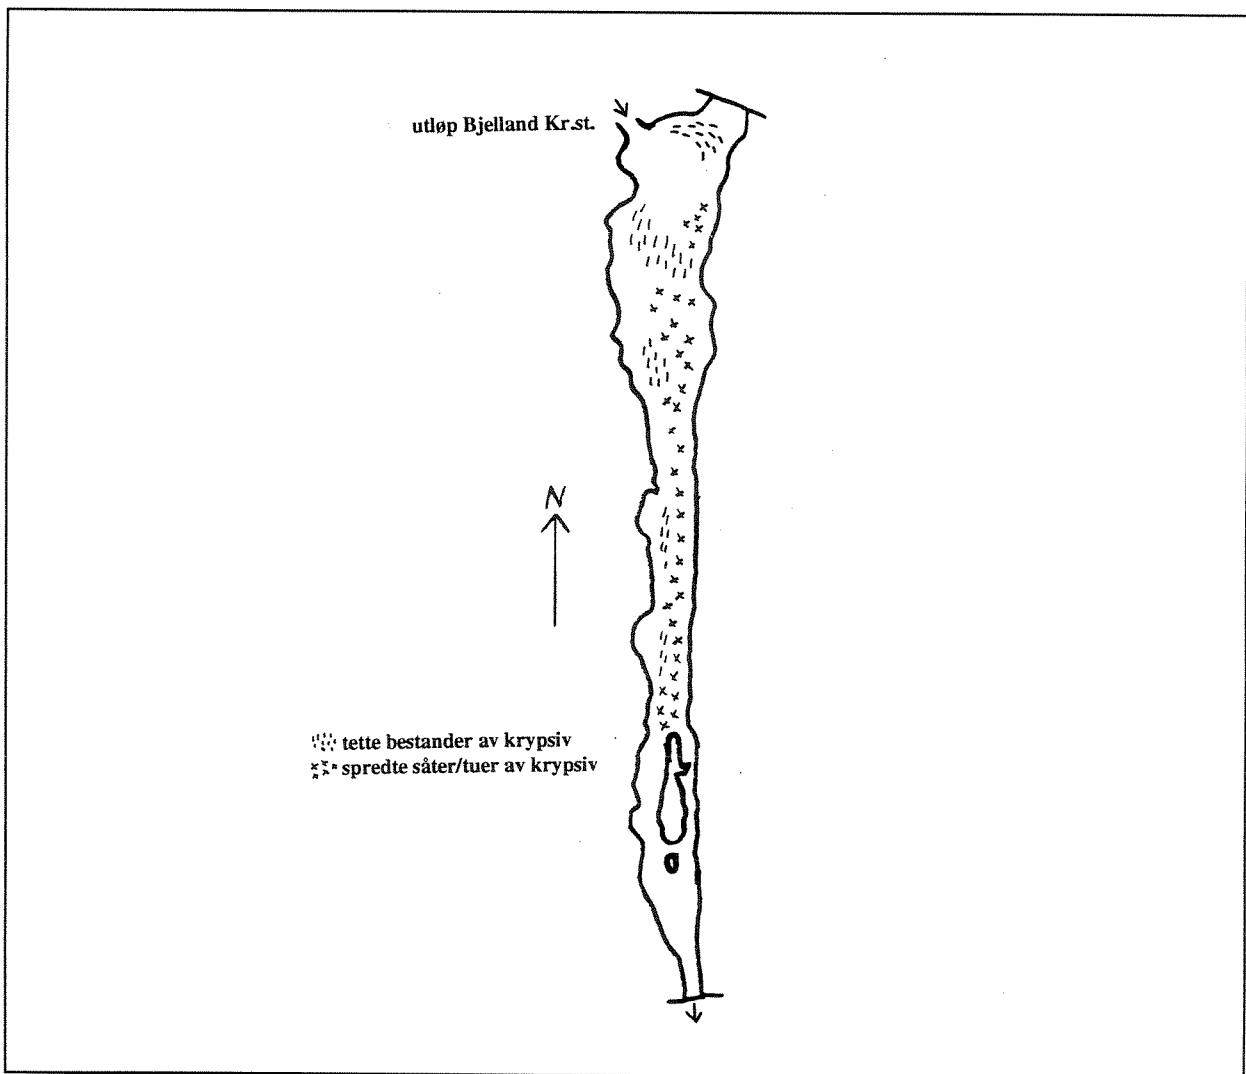 utløp Bjelland Kr.st.
N
tette bestander av krypsiv
spredte såter/tuer av krypsiv